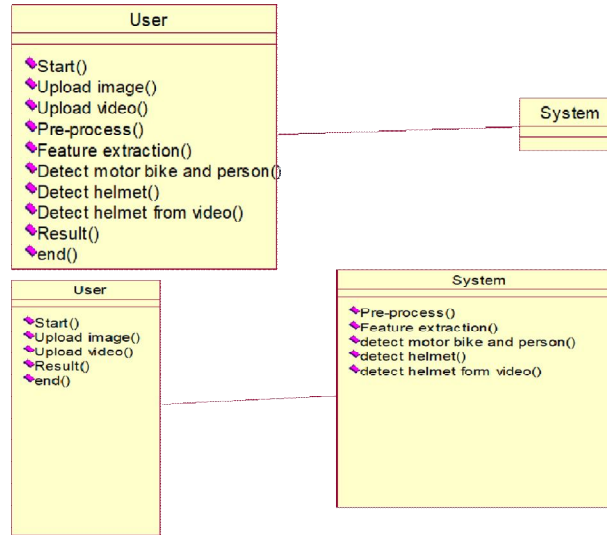 User
Start()
Upload image()
Upload video()
Pre-process()
Feature extraction()
Detect motor bike and person()
Detect helmet()
Detect helmet from video()
Result()
end()
System
User
Start()
Upload image()
Upload video()
Result()
end()
System
Pre-process()
Feature extraction()
detect motor bike and person()
detect helmet()
detect helmet form video()